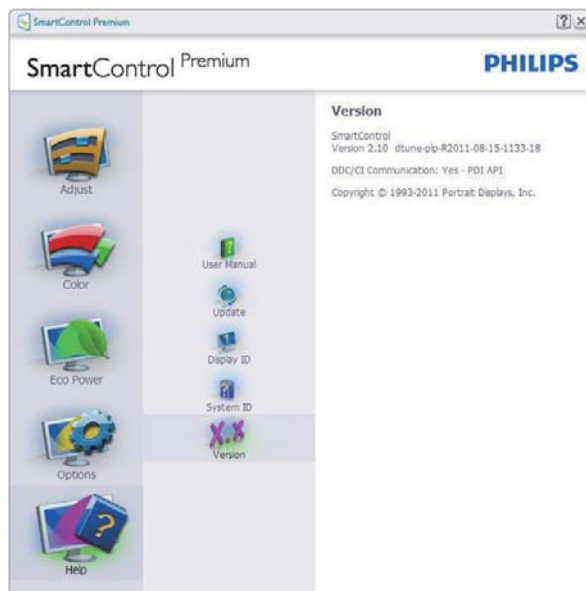 SmartControl Premium
SmartControl Premium
PHILIPS
Adjust
Color
Eco Power
Options
Help
User Manual
Update
Display ID
System ID
X.x
Version
Version
SmartControl
Version 2.10 dtune-plp-R2011-08-15-1133-18
DDC/CI Communication: Yes - PDI API
Copyright © 1993-2011 Portrait Displays, Inc.